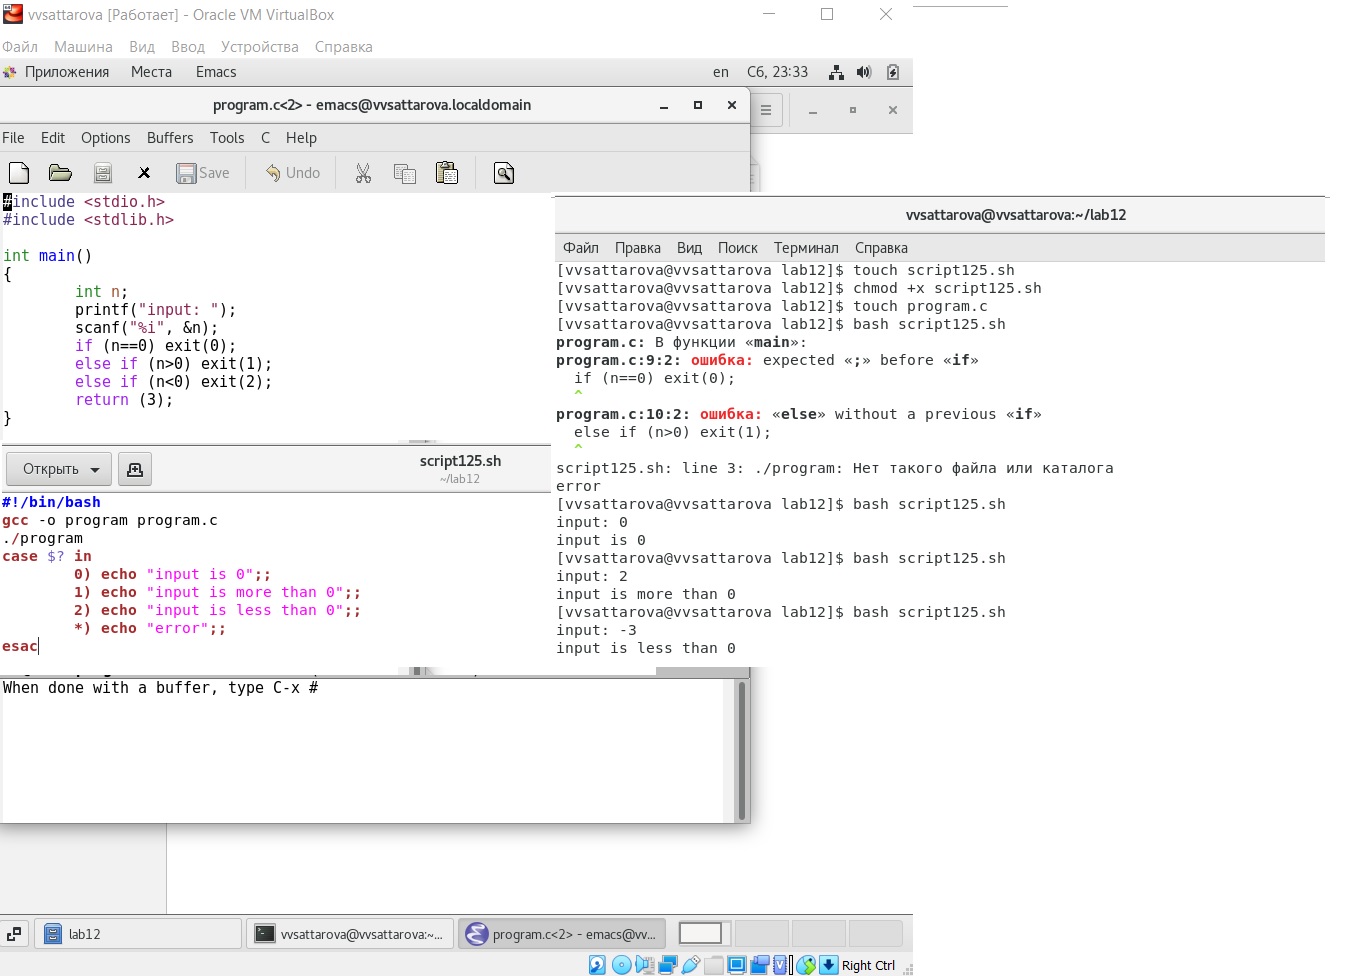 vvsattarova [Работает] - Oracle VM VirtualBox
Файл Машина Вид Ввод Устройства Справка
Приложения Места Emacs en Сб, 23:33
program.c<2> - emacs@vvsattarova.localdomain
File Edit Options Buffers Tools C Help
Save Undo
#include <stdio.h>
#include <stdlib.h>
int main()
{
int n;
printf("input: ");
scanf("%i", &n);
if (n==0) exit(0);
else if (n>0) exit(1);
else if (n<0) exit(2);
return (3);
}
Открыть
script125.sh
~/lab12
#!/bin/bash
gcc -o program program.c
./program
case $? in
0) echo "input is 0";;
1) echo "input is more than 0";;
2) echo "input is less than 0";;
*) echo "error";;
esac
When done with a buffer, type C-x #
vvsattarova@vvsattarova:~/lab12
Файл Правка Вид Поиск Терминал Справка
[vvsattarova@vvsattarova lab12]$ touch script125.sh
[vvsattarova@vvsattarova lab12]$ chmod +x script125.sh
[vvsattarova@vvsattarova lab12]$ touch program.c
[vvsattarova@vvsattarova lab12]$ bash script125.sh
program.c: В функции «main»:
program.c:9:2: ошибка: expected «;» before «if»
if (n==0) exit(0);
^
program.c:10:2: ошибка: «else» without a previous «if»
else if (n>0) exit(1);
^
script125.sh: line 3: ./program: Нет такого файла или каталога
error
[vvsattarova@vvsattarova lab12]$ bash script125.sh
input: 0
input is 0
[vvsattarova@vvsattarova lab12]$ bash script125.sh
input: 2
input is more than 0
[vvsattarova@vvsattarova lab12]$ bash script125.sh
input: -3
input is less than 0
lab12
vvsattarova@vvsattarova:~...
program.c<2> - emacs@vv...
Right Ctrl